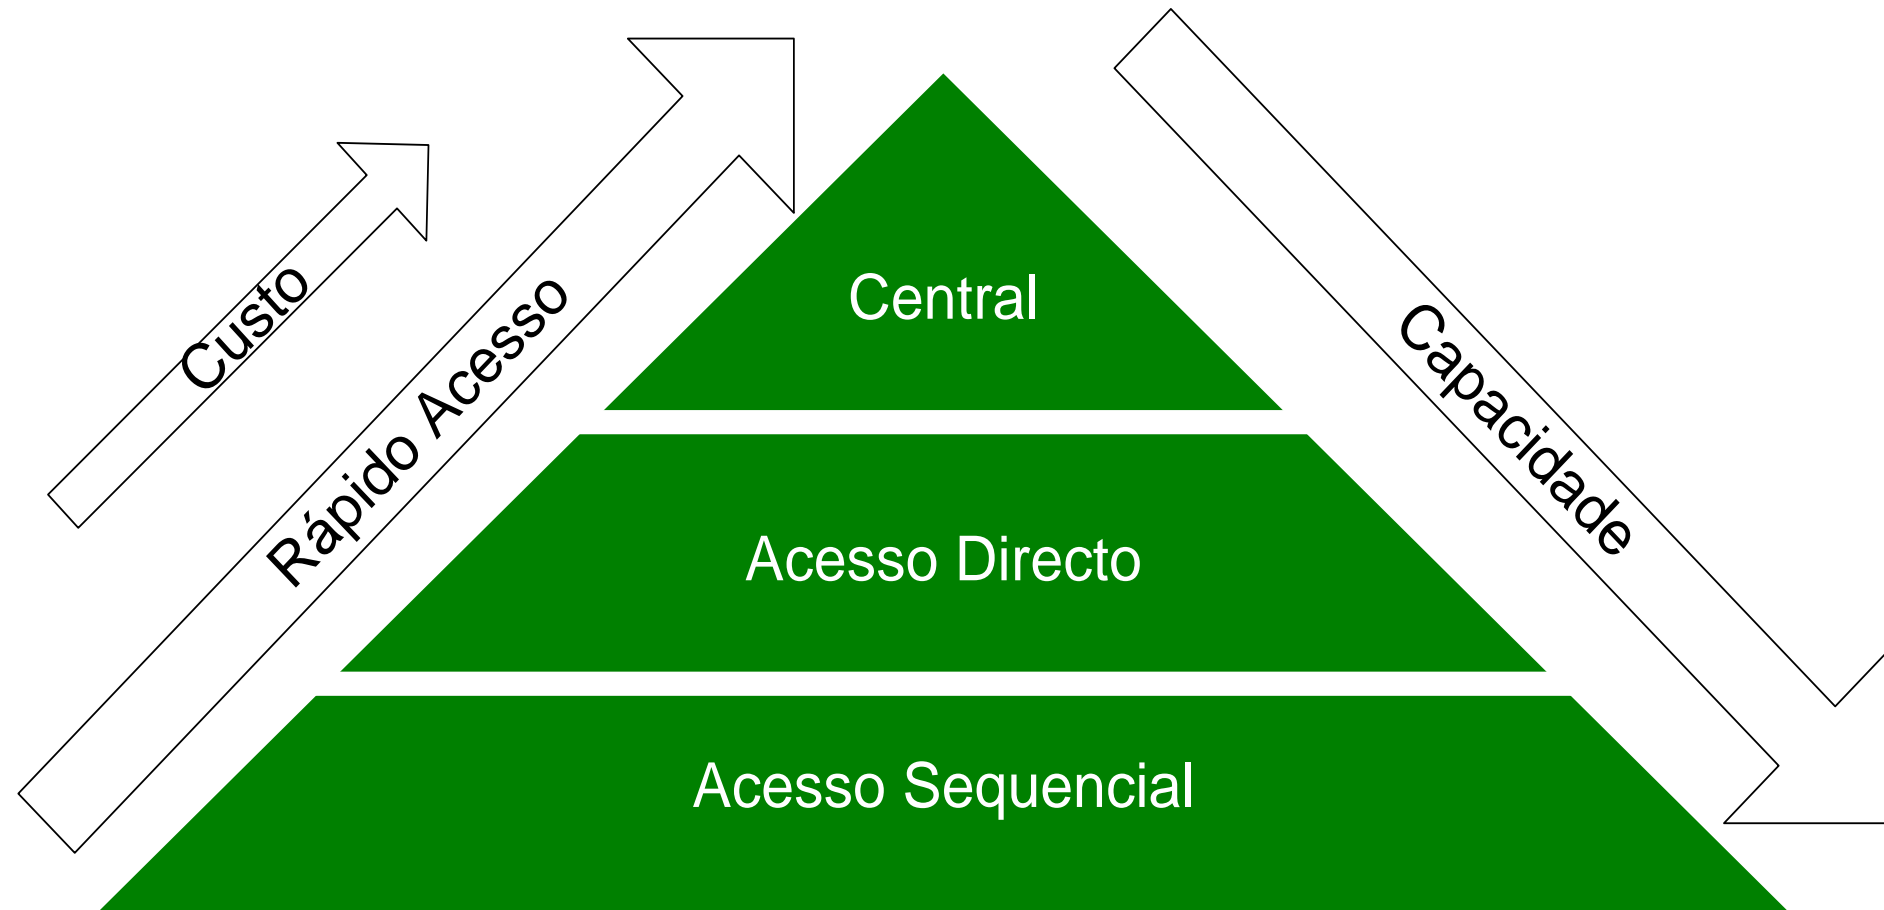 Custo
Rápido Acesso
Central
Capacidade
Acesso Directo
Acesso Sequencial